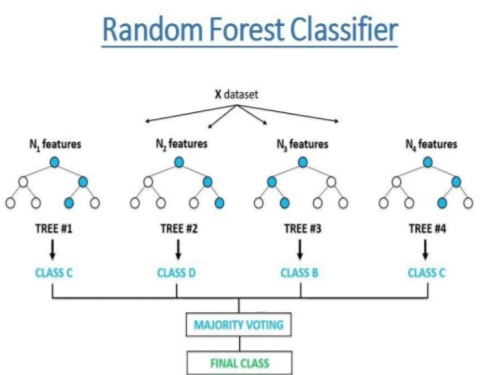 Random Forest Classifier
X dataset
N₁ features N₂ features N₃ features N₄ features
TREE #1 TREE #2 TREE #3 TREE #4
CLASS C CLASS D CLASS B CLASS C
MAJORITY VOTING
FINAL CLASS